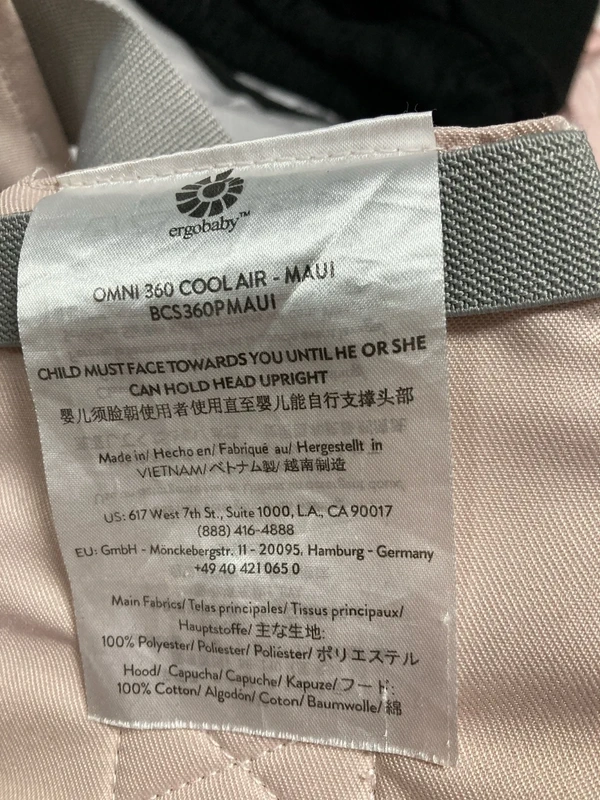 ergobaby™
OMNI 360 COOL AIR - MAUI
BCS360PMAUI
CHILD MUST FACE TOWARDS YOU UNTIL HE OR SHE
CAN HOLD HEAD UPRIGHT
婴儿须脸朝使用者使用直至婴儿能自行支撑头部
Made in/ Hecho en/ Fabriqué au/ Hergestellt in
VIETNAM/ベトナム製/越南制造
US: 617 West 7th St., Suite 1000, L.A., CA 90017
(888) 416-4888
EU: GmbH - Mönckebergstr. 11 - 20095, Hamburg - Germany
+49 40 421 065 0
Main Fabrics/ Telas principales/ Tissus principaux/
Hauptstoffe/ 主な生地:
100% Polyester/ Poliester/ Poliéster/ ポリエステル
Hood/ Capucha/ Capuche/ Kapuze/ フード:
100% Cotton/ Algodón/ Coton/ Baumwolle/ 綿